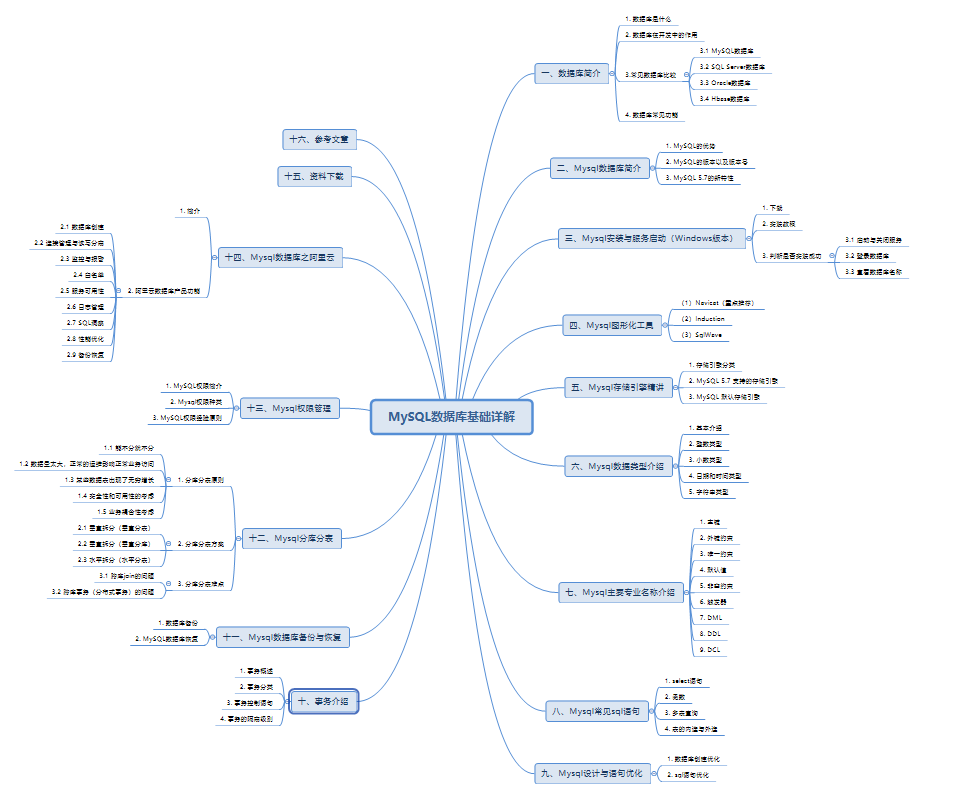 MySQL数据库基础详解
一、数据库简介
1. 数据库是什么
2. 数据库在开发中的作用
3.常见数据库比较
3.1 MySQL数据库
3.2 SQL Server数据库
3.3 Oracle数据库
3.4 Hbase数据库
4. 数据库常见功能
二、Mysql数据库简介
1. MySQL的优势
2. MySQL的版本以及版本号
3. MySQL 5.7的新特性
三、Mysql安装与服务启动（Windows版本）
1. 下载
2. 安装教程
3. 判断是否安装成功
3.1 启动与关闭服务
3.2 登录数据库
3.3 查看数据库名称
四、Mysql图形化工具
（1）Navicat（重点推荐）
（2）Induction
（3）SqlWave
五、Mysql存储引擎精讲
1. 存储引擎分类
2. MySQL 5.7 支持的存储引擎
3. MySQL 默认存储引擎
六、Mysql数据类型介绍
1. 基本介绍
2. 整数类型
3. 小数类型
4. 日期和时间类型
5. 字符串类型
七、Mysql主要专业名称介绍
1. 主键
2. 外键约束
3. 唯一约束
4. 默认值
5. 非空约束
6. 触发器
7. DML
8. DDL
9. DCL
八、Mysql常见sql语句
1. select语句
2. 函数
3. 多表查询
4. 表的内连与外连
九、Mysql设计与语句优化
1. 数据库创建优化
2. sql语句优化
十、事务介绍
1. 事务概述
2. 事务分类
3. 事务控制语句
4. 事务的隔离级别
十一、Mysql数据库备份与恢复
1. 数据库备份
2. MySQL数据库恢复
十二、Mysql分库分表
1. 分库分表原则
1.1 能不分就不分
1.2 数据量太大，正常的运维影响正常业务访问
1.3 某些数据表出现了无穷增长
1.4 安全性和可用性的考虑
1.5 业务耦合性考虑
2. 分库分表方案
2.1 垂直拆分（垂直分表）
2.2 垂直拆分（垂直分库）
2.3 水平拆分（水平分表）
3. 分库分表难点
3.1 跨库join的问题
3.2 跨库事务（分布式事务）的问题
十三、Mysql权限管理
1. MySQL权限简介
2. Mysql权限种类
3. MySQL权限经验原则
十四、Mysql数据库之阿里云
1. 简介
2. 阿里云数据库产品功能
2.1 数据库创建
2.2 连接管理与读写分离
2.3 监控与报警
2.4 白名单
2.5 服务可用性
2.6 日志管理
2.7 SQL洞察
2.8 性能优化
2.9 备份恢复
十五、资料下载
十六、参考文章